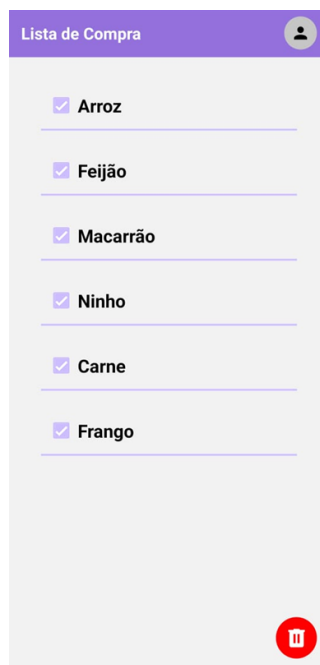 Lista de Compra
Arroz
Feijão
Macarrão
Ninho
Carne
Frango